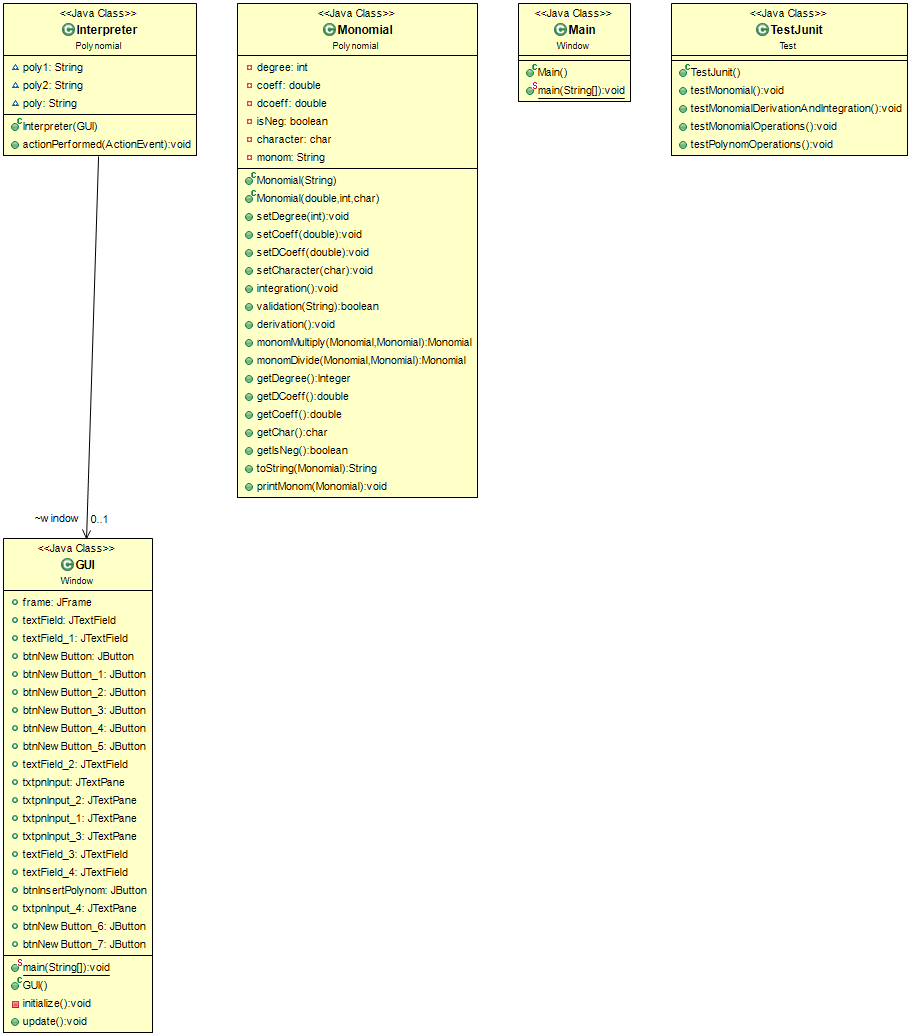 <<Java Class>>
Interpreter
Polynomial
poly1: String
poly2: String
poly: String
Interpreter(GUI)
actionPerformed(ActionEvent):void
<<Java Class>>
Monomial
Polynomial
degree: int
coeff: double
dcoeff: double
isNeg: boolean
character: char
monom: String
Monomial(String)
Monomial(double,int,char)
setDegree(int):void
setCoeff(double):void
setDCoeff(double):void
setCharacter(char):void
integration():void
validation(String):boolean
derivation():void
monomMultiply(Monomial,Monomial):Monomial
monomDivide(Monomial,Monomial):Monomial
getDegree():Integer
getDCoeff():double
getCoeff():double
getChar():char
getIsNeg():boolean
toString(Monomial):String
printMonom(Monomial):void
<<Java Class>>
Main
Window
Main()
main(String[]):void
<<Java Class>>
TestJunit
Test
TestJunit()
testMonomial():void
testMonomialDerivationAndIntegration():void
testMonomialOperations():void
testPolynomOperations():void
~window 0..1
<<Java Class>>
GUI
Window
frame: JFrame
textField: JTextField
textField_1: JTextField
btnNewButton: JButton
btnNewButton_1: JButton
btnNewButton_2: JButton
btnNewButton_3: JButton
btnNewButton_4: JButton
btnNewButton_5: JButton
textField_2: JTextField
txtpnInput: JTextPane
txtpnInput_2: JTextPane
txtpnInput_1: JTextPane
txtpnInput_3: JTextPane
textField_3: JTextField
textField_4: JTextField
btnInsertPolynom: JButton
txtpnInput_4: JTextPane
btnNewButton_6: JButton
btnNewButton_7: JButton
main(String[]):void
GUI()
initialize():void
update():void